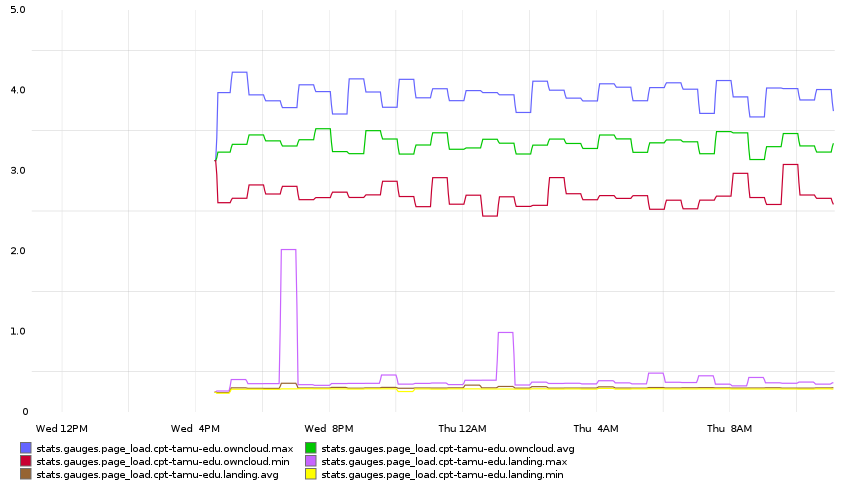 5.0
4.0
3.0
2.0
1.0
0
Wed 12PM Wed 4PM Wed 8PM Thu 12AM Thu 4AM Thu 8AM
stats.gauges.page_load.cpt-tamu-edu.owncloud.max stats.gauges.page_load.cpt-tamu-edu.owncloud.avg
stats.gauges.page_load.cpt-tamu-edu.owncloud.min stats.gauges.page_load.cpt-tamu-edu.landing.max
stats.gauges.page_load.cpt-tamu-edu.landing.avg stats.gauges.page_load.cpt-tamu-edu.landing.min